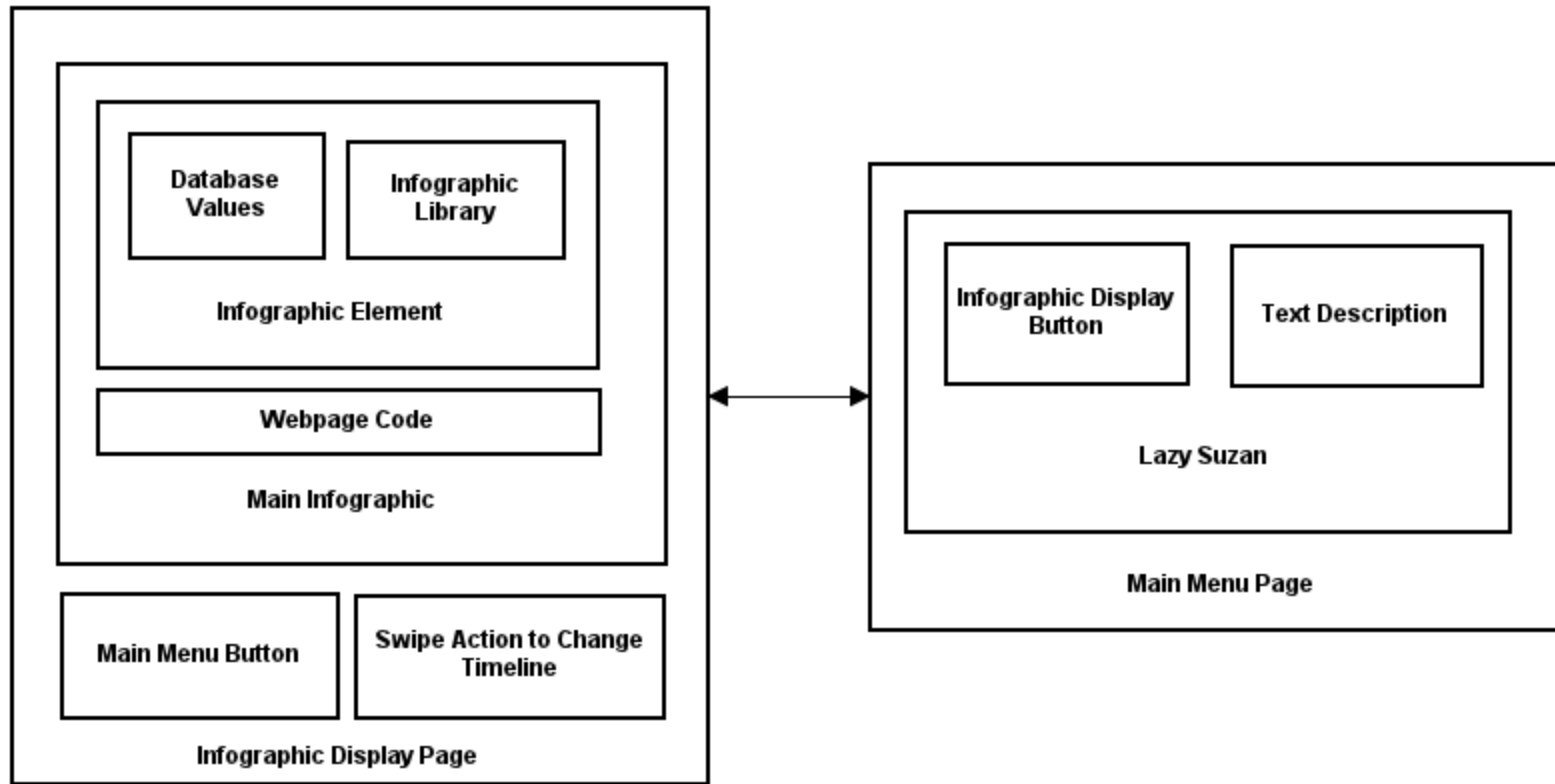 Database
Values
Infographic
Library
Infographic Element
Webpage Code
Main Infographic
Main Menu Button
Swipe Action to Change
Timeline
Infographic Display Page
Infographic Display
Button
Text Description
Lazy Suzan
Main Menu Page